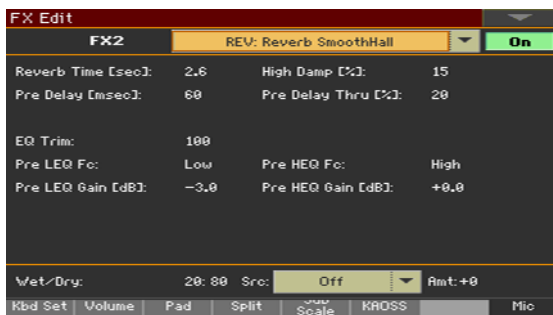 FX Edit
FX2 REV: Reverb SmoothHall On
Reverb Time [sec]: 2.6 High Damp [%]: 15
Pre Delay [msec]: 60 Pre Delay Thru [%]: 20
EQ Trim: 100
Pre LEQ Fc: Low Pre HEQ Fc: High
Pre LEQ Gain [dB]: -3.0 Pre HEQ Gain [dB]: +0.0
Wet/Dry: 20:80 Src: Off Amt:+0
Kbd Set Volume Pad Split Sub Scale KAOSS Mic